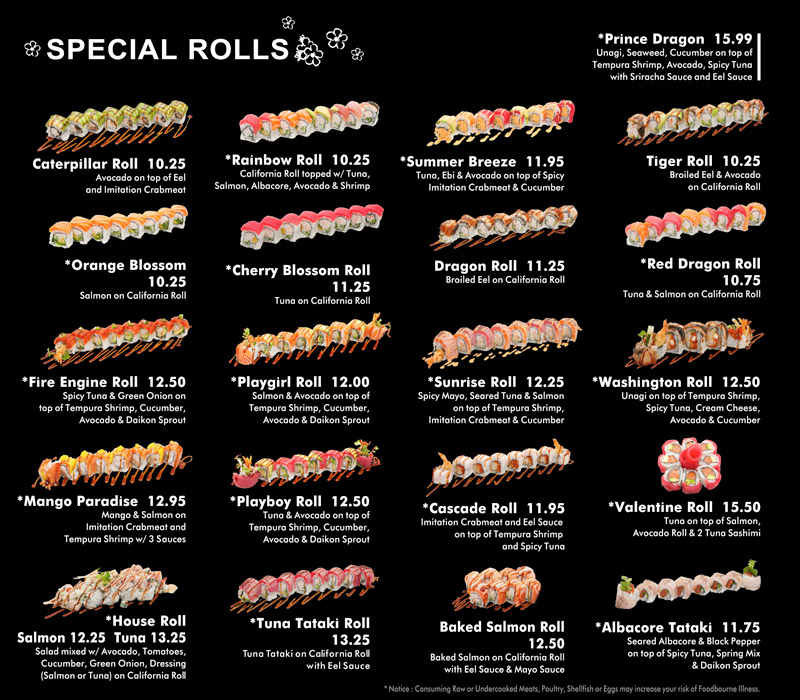 SPECIAL ROLLS
*Prince Dragon 15.99
Unagi, Seaweed, Cucumber on top of
Tempura Shrimp, Avocado, Spicy Tuna
with Sriracha Sauce and Eel Sauce
Caterpillar Roll 10.25
Avocado on top of Eel
and Imitation Crabmeat
*Rainbow Roll 10.25
California Roll topped w/ Tuna,
Salmon, Albacore, Avocado & Shrimp
*Summer Breeze 11.95
Tuna, Ebi & Avocado on top of Spicy
Imitation Crabmeat & Cucumber
Tiger Roll 10.25
Broiled Eel & Avocado
on California Roll
*Orange Blossom
10.25
Salmon on California Roll
*Cherry Blossom Roll
11.25
Tuna on California Roll
Dragon Roll 11.25
Broiled Eel on California Roll
*Red Dragon Roll
10.75
Tuna & Salmon on California Roll
*Fire Engine Roll 12.50
Spicy Tuna & Green Onion on
top of Tempura Shrimp, Cucumber,
Avocado & Daikon Sprout
*Playgirl Roll 12.00
Salmon & Avocado on top of
Tempura Shrimp, Cucumber,
Avocado & Daikon Sprout
*Sunrise Roll 12.25
Spicy Mayo, Seared Tuna & Salmon
on top of Tempura Shrimp,
Imitation Crabmeat & Cucumber
*Washington Roll 12.50
Unagi on top of Tempura Shrimp,
Spicy Tuna, Cream Cheese,
Avocado & Cucumber
*Mango Paradise 12.95
Mango & Salmon on
Imitation Crabmeat and
Tempura Shrimp w/ 3 Sauces
*Playboy Roll 12.50
Tuna & Avocado on top of
Tempura Shrimp, Cucumber,
Avocado & Daikon Sprout
*Cascade Roll 11.95
Imitation Crabmeat and Eel Sauce
on top of Tempura Shrimp
and Spicy Tuna
*Valentine Roll 15.50
Tuna on top of Salmon,
Avocado Roll & 2 Tuna Sashimi
*House Roll
Salmon 12.25 Tuna 13.25
Salad mixed w/ Avocado, Tomatoes,
Cucumber, Green Onion, Dressing
(Salmon or Tuna) on California Roll
*Tuna Tataki Roll
13.25
Tuna Tataki on California Roll
with Eel Sauce
Baked Salmon Roll
12.50
Baked Salmon on California Roll
with Eel Sauce & Mayo Sauce
*Albacore Tataki 11.75
Seared Albacore & Black Pepper
on top of Spicy Tuna, Spring Mix
& Daikon Sprout
* Notice : Consuming Raw or Undercooked Meats, Poultry, Shellfish or Eggs may increase your risk of Foodbourne Illness.